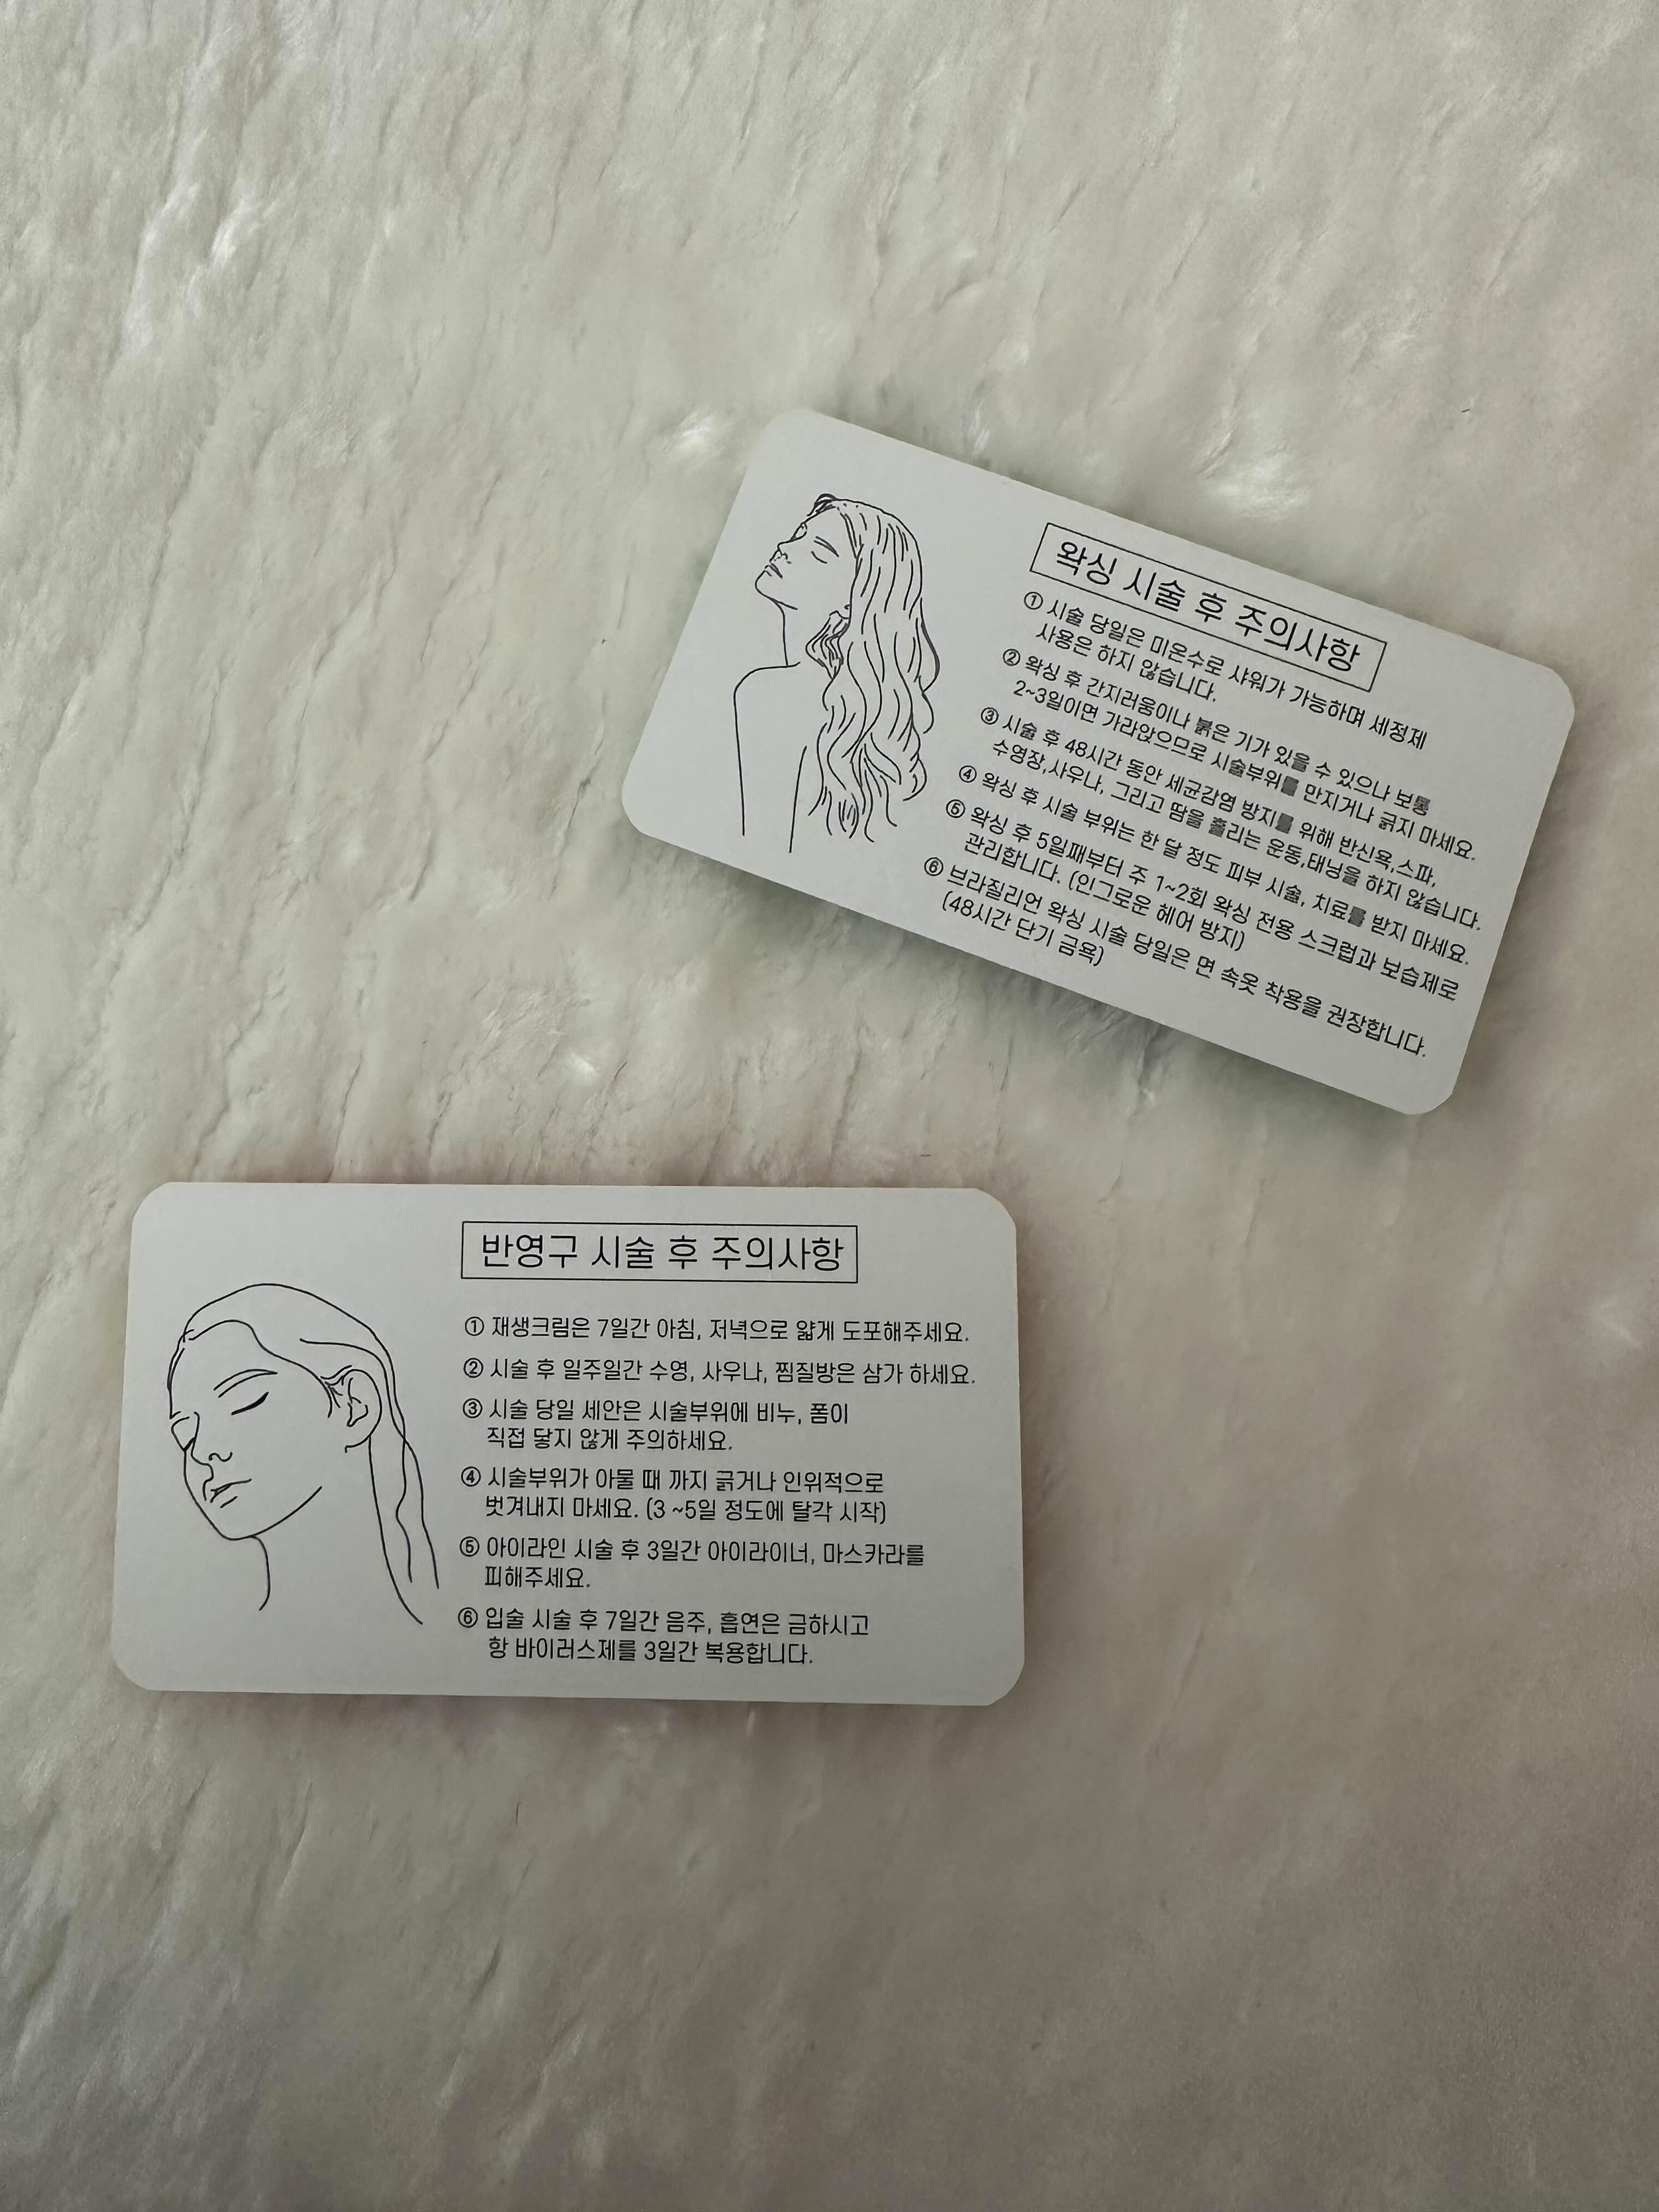 왁싱 시술 후 주의사항
① 시술 당일은 미온수로 샤워가 가능하며 세정제
사용은 하지 않습니다.
② 왁싱 후 간지러움이나 붉은 기가 있을 수 있으나 보통
2~3일이면 가라앉으므로 시술부위를 만지거나 긁지 마세요.
③ 시술 후 48시간 동안 세균감염 방지를 위해 반신욕,스파,
수영장,사우나, 그리고 땀을 흘리는 운동,태닝을 하지 않습니다.
④ 왁싱 후 시술 부위는 한 달 정도 피부 시술, 치료를 받지 마세요.
⑤ 왁싱 후 5일째부터 주 1~2회 왁싱 전용 스크럽과 보습제로
관리합니다. (인그로운 헤어 방지)
⑥ 브라질리언 왁싱 시술 당일은 면 속옷 착용을 권장합니다.
(48시간 단기 금욕)
반영구 시술 후 주의사항
① 재생크림은 7일간 아침, 저녁으로 얇게 도포해주세요.
② 시술 후 일주일간 수영, 사우나, 찜질방은 삼가 하세요.
③ 시술 당일 세안은 시술부위에 비누, 폼이
직접 닿지 않게 주의하세요.
④ 시술부위가 아물 때 까지 긁거나 인위적으로
벗겨내지 마세요. (3 ~5일 정도에 탈각 시작)
⑤ 아이라인 시술 후 3일간 아이라이너, 마스카라를
피해주세요.
⑥ 입술 시술 후 7일간 음주, 흡연은 금하시고
항 바이러스제를 3일간 복용합니다.